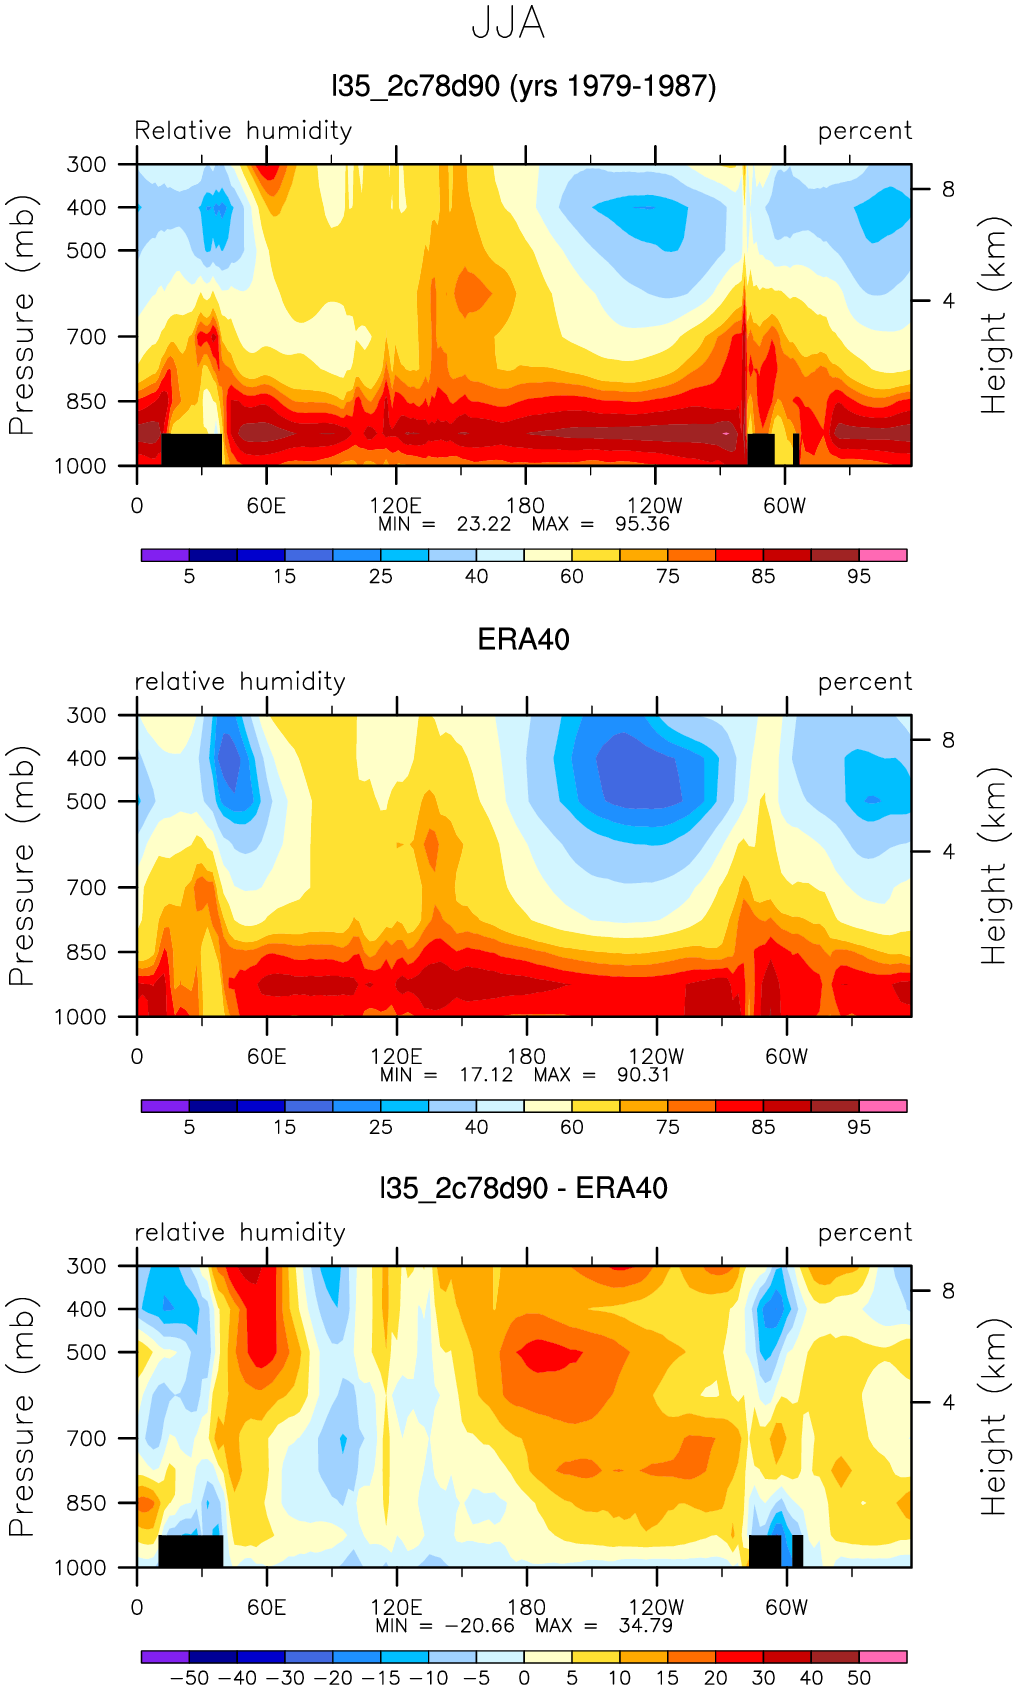 JJA
l35_2c78d90 (yrs 1979-1987)
Relative humidity percent
300
400
500
700
850
1000
Pressure (mb)
8
4
Height (km)
0 60E 120E 180 120W 60W
MIN = 23.22 MAX = 95.36
5 15 25 40 60 75 85 95
ERA40
relative humidity percent
300
400
500
700
850
1000
Pressure (mb)
8
4
Height (km)
0 60E 120E 180 120W 60W
MIN = 17.12 MAX = 90.31
5 15 25 40 60 75 85 95
l35_2c78d90 - ERA40
relative humidity percent
300
400
500
700
850
1000
Pressure (mb)
8
4
Height (km)
0 60E 120E 180 120W 60W
MIN = -20.66 MAX = 34.79
-50 -40 -30 -20 -15 -10 -5 0 5 10 15 20 30 40 50